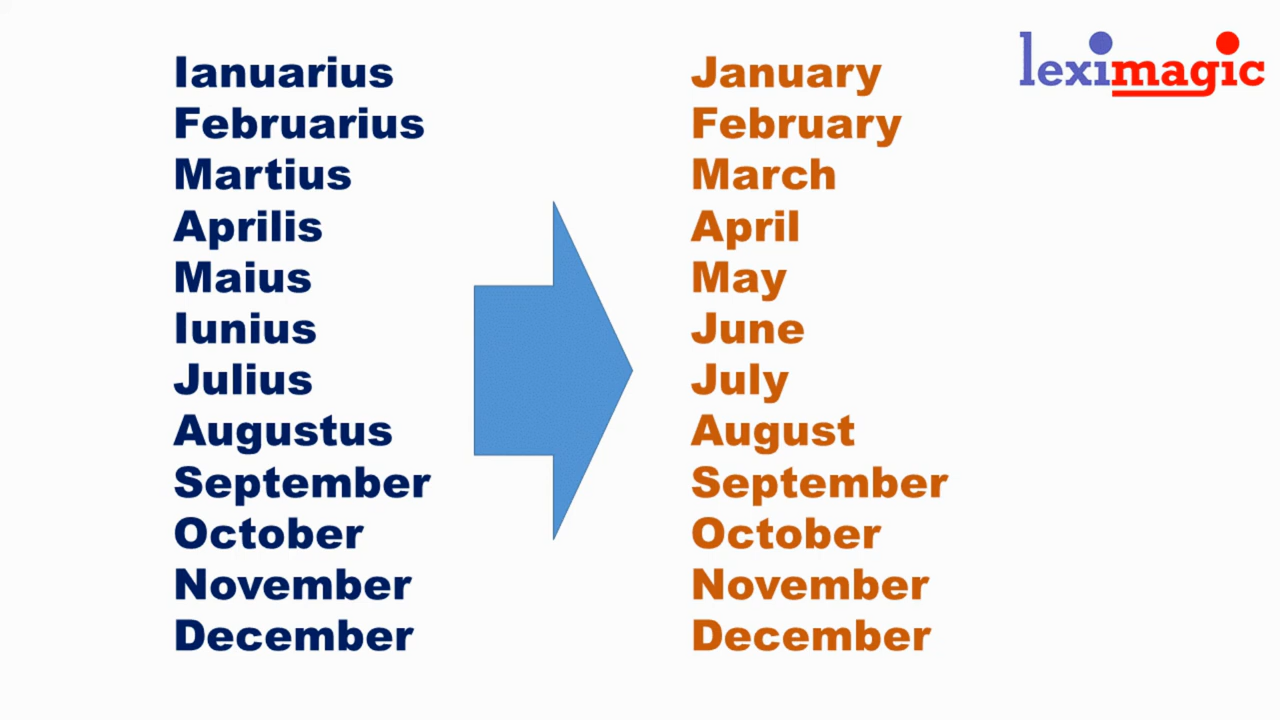 Ianuarius
Februarius
Martius
Aprilis
Maius
Iunius
Julius
Augustus
September
October
November
December
January
February
March
April
May
June
July
August
September
October
November
December
leximagic